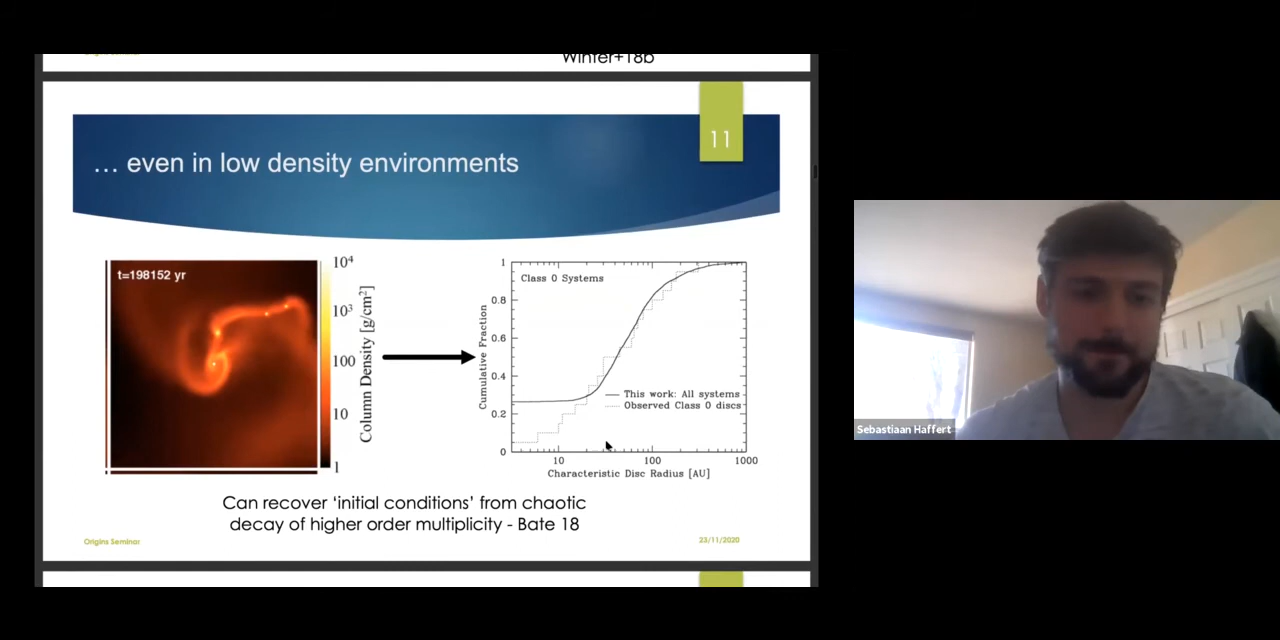 Winter+18b
11
… even in low density environments
t=198152 yr
10⁴
10³
100
10
1
Column Density [g/cm²]
Class 0 Systems
1
0.8
0.6
0.4
0.2
0
Cumulative Fraction
This work: All systems
Observed Class 0 discs
10
100
1000
Characteristic Disc Radius [AU]
Can recover ‘initial conditions’ from chaotic
decay of higher order multiplicity - Bate 18
Origins Seminar
23/11/2020
Sebastiaan Haffert